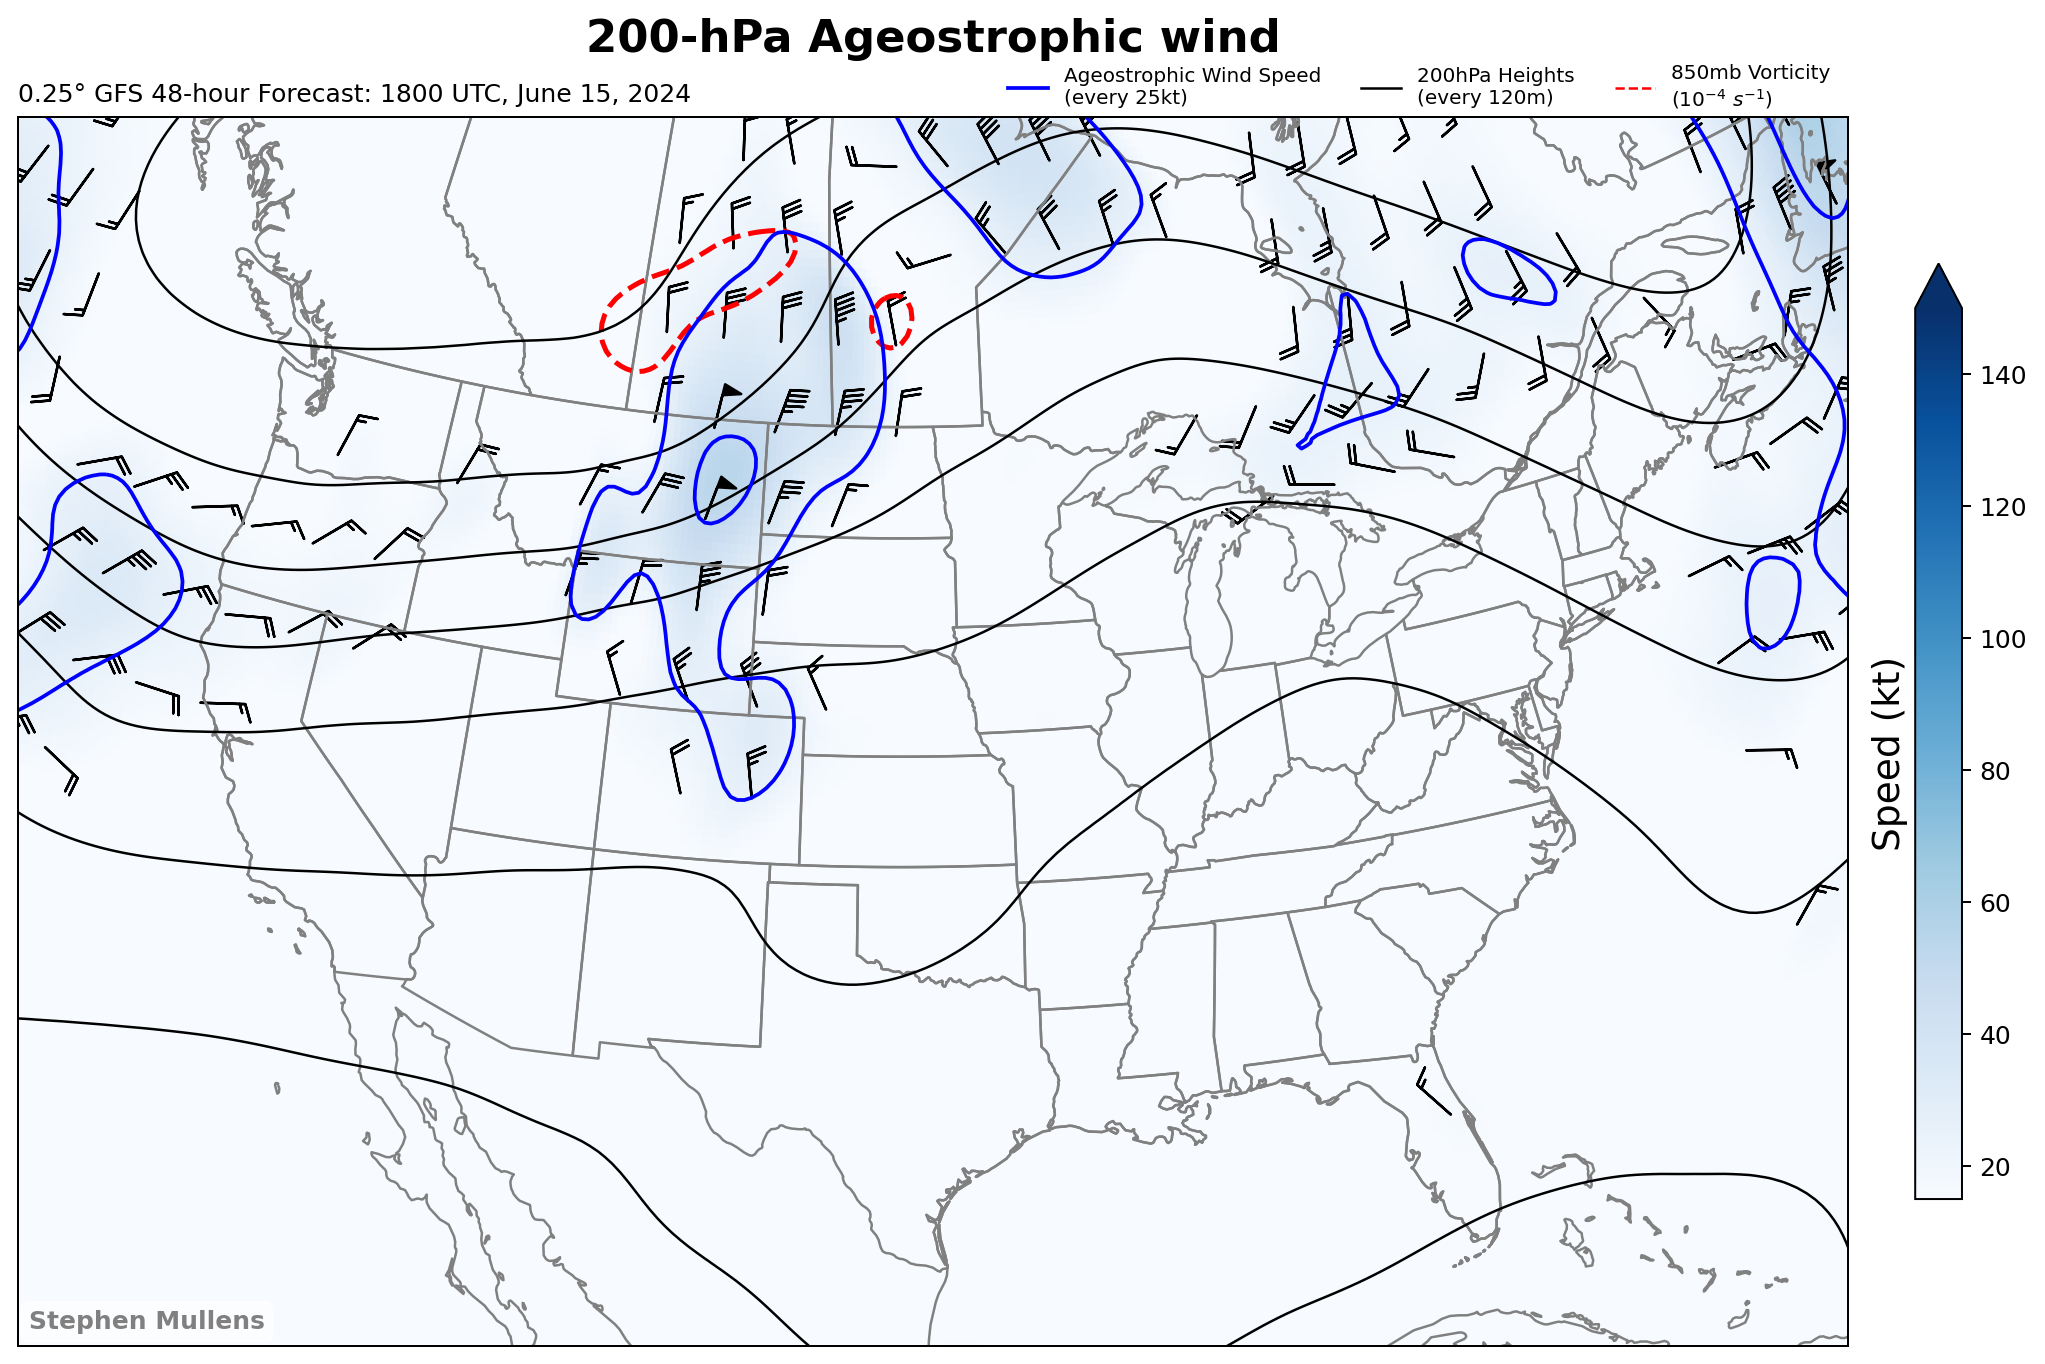 200-hPa Ageostrophic wind
0.25° GFS 48-hour Forecast: 1800 UTC, June 15, 2024
Ageostrophic Wind Speed
(every 25kt)
200hPa Heights
(every 120m)
850mb Vorticity
(10⁻⁴ s⁻¹)
140
120
100
80
60
40
20
Speed (kt)
Stephen Mullens